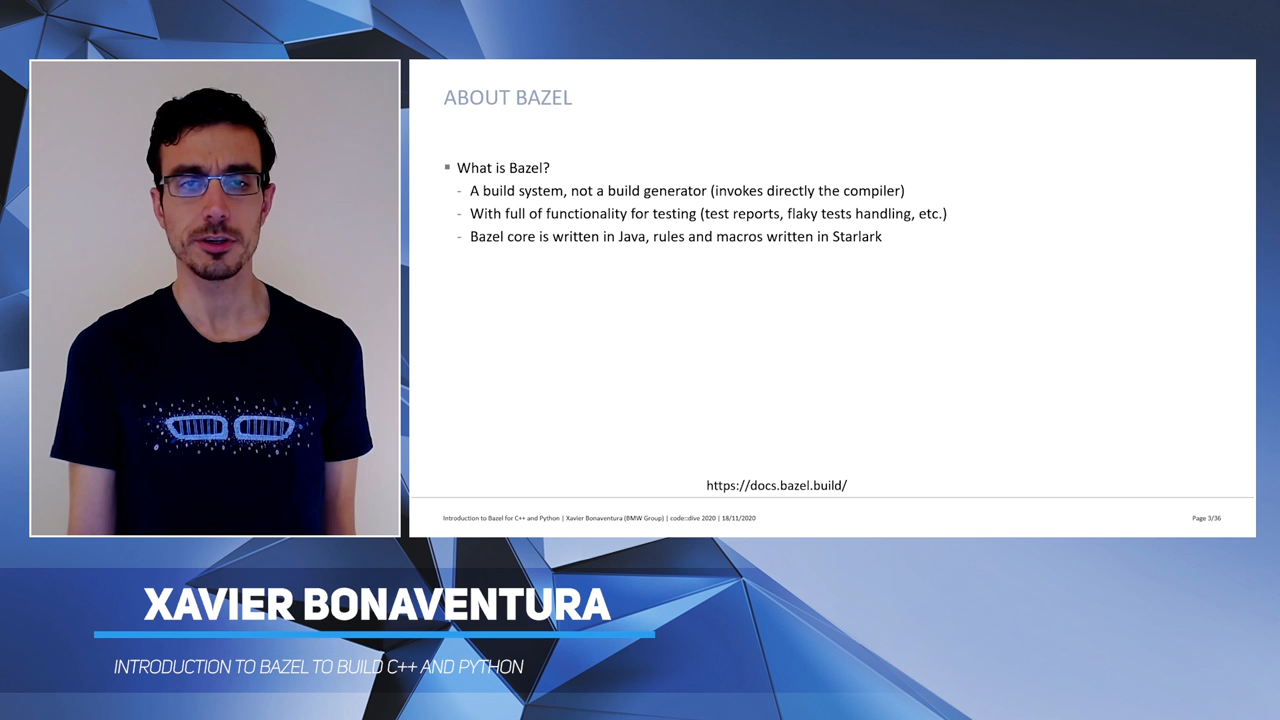 ABOUT BAZEL
What is Bazel?
- A build system, not a build generator (invokes directly the compiler)
- With full of functionality for testing (test reports, flaky tests handling, etc.)
- Bazel core is written in Java, rules and macros written in Starlark
https://docs.bazel.build/
Introduction to Bazel for C++ and Python | Xavier Bonaventura (BMW Group) | code::dive 2020 | 18/11/2020
Page 3/36
XAVIER BONAVENTURA
INTRODUCTION TO BAZEL TO BUILD C++ AND PYTHON